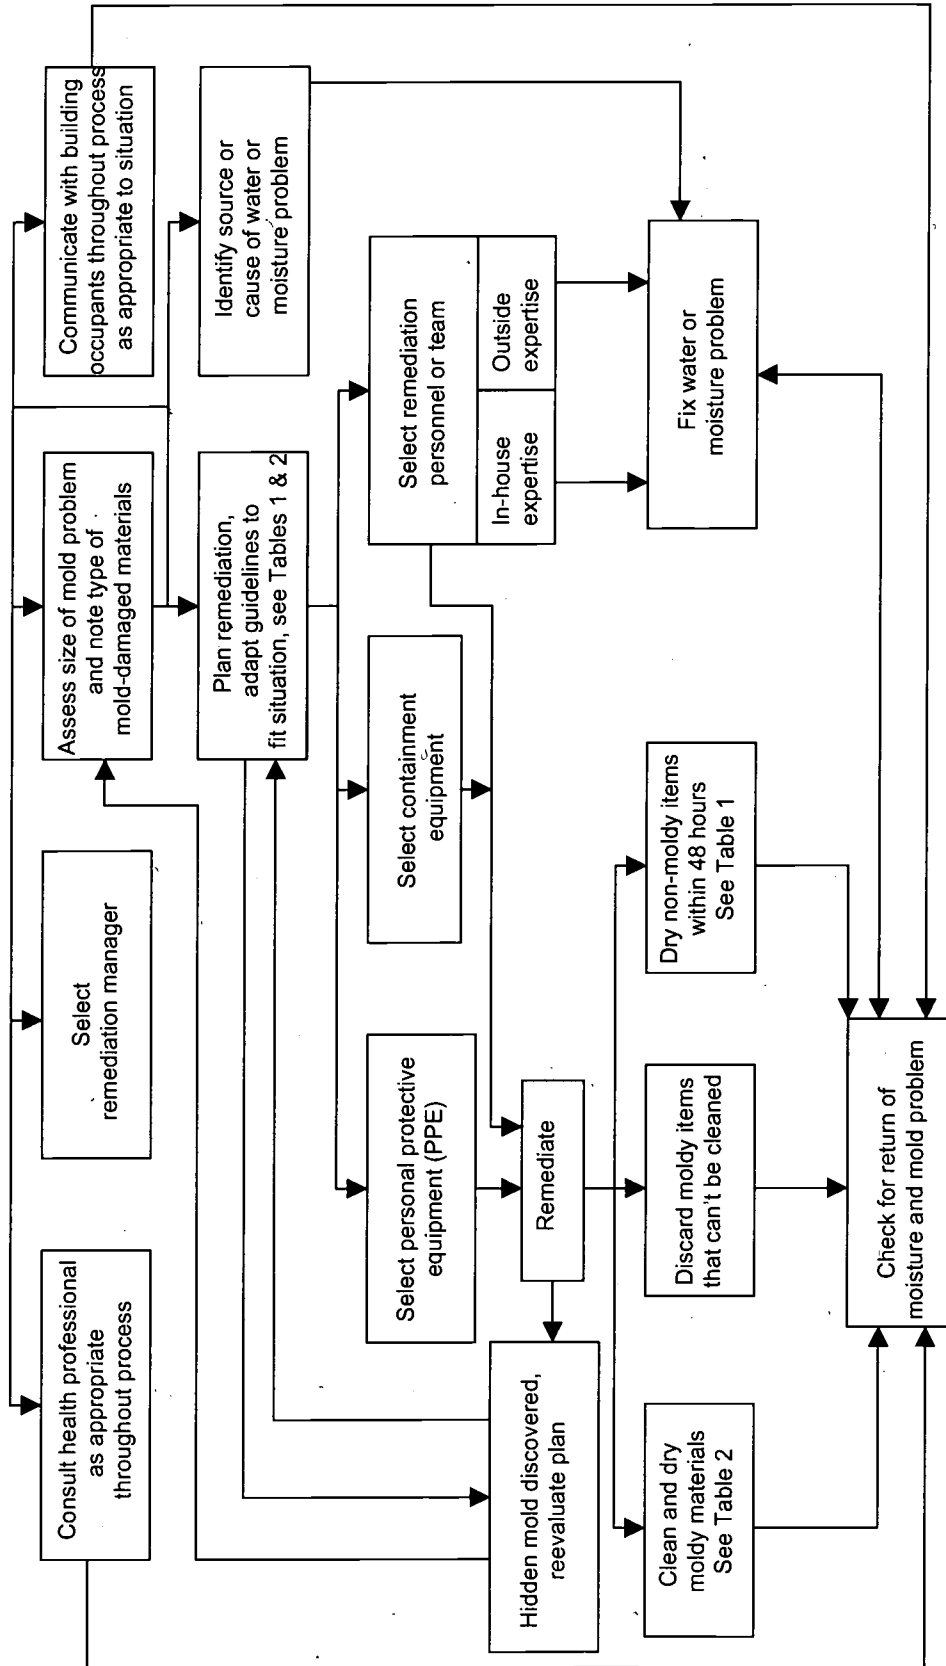 Consult health professional
as appropriate
throughout process
Select
remediation manager
Assess size of mold problem
and note type of
mold-damaged materials
Communicate with building
occupants throughout process
as appropriate to situation
Plan remediation,
adapt guidelines to
fit situation, see Tables 1 & 2
Identify source or
cause of water or
moisture problem
Select personal protective
equipment (PPE)
Select containment
equipment
Select remediation
personnel or team
In-house
expertise
Outside
expertise
Hidden mold discovered,
reevaluate plan
Remediate
Clean and dry
moldy materials
See Table 2
Discard moldy items
that can't be cleaned
Dry non-moldy items
within 48 hours
See Table 1
Fix water or
moisture problem
Check for return of
moisture and mold problem